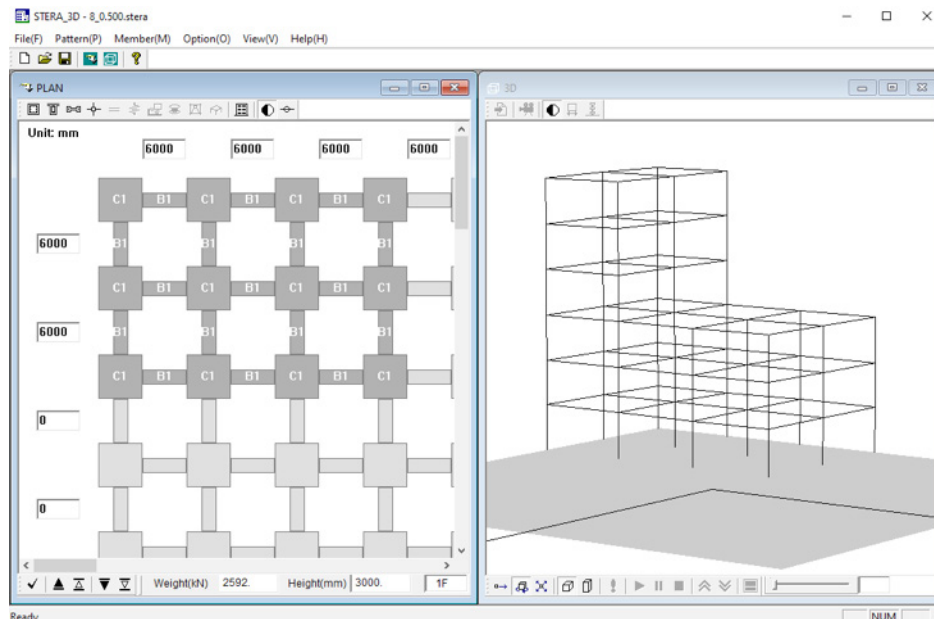 STERA_3D - 8_0.500.stera
File(F) Pattern(P) Member(M) Option(O) View(V) Help(H)
PLAN
Unit: mm
6000 6000 6000 6000
C1 B1 C1 B1 C1 B1 C1
6000 B1 B1 B1 B1
C1 B1 C1 B1 C1 B1 C1
6000 B1 B1 B1 B1
C1 B1 C1 B1 C1 B1 C1
0
0
Weight(kN) 2592. Height(mm) 3000. 1F
3D
Ready
NUM